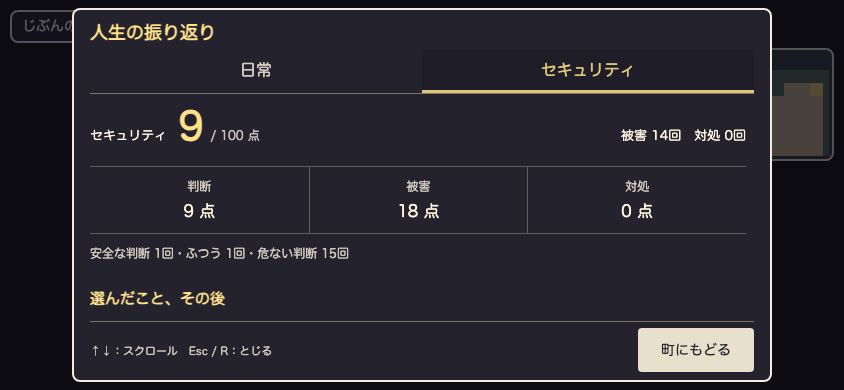 じぶんの
人生の振り返り
日常
セキュリティ
セキュリティ 9 / 100 点
被害 14回 対処 0回
判断
9 点
被害
18 点
対処
0 点
安全な判断 1回・ふつう 1回・危ない判断 15回
選んだこと、その後
↑↓：スクロール Esc / R：とじる
町にもどる